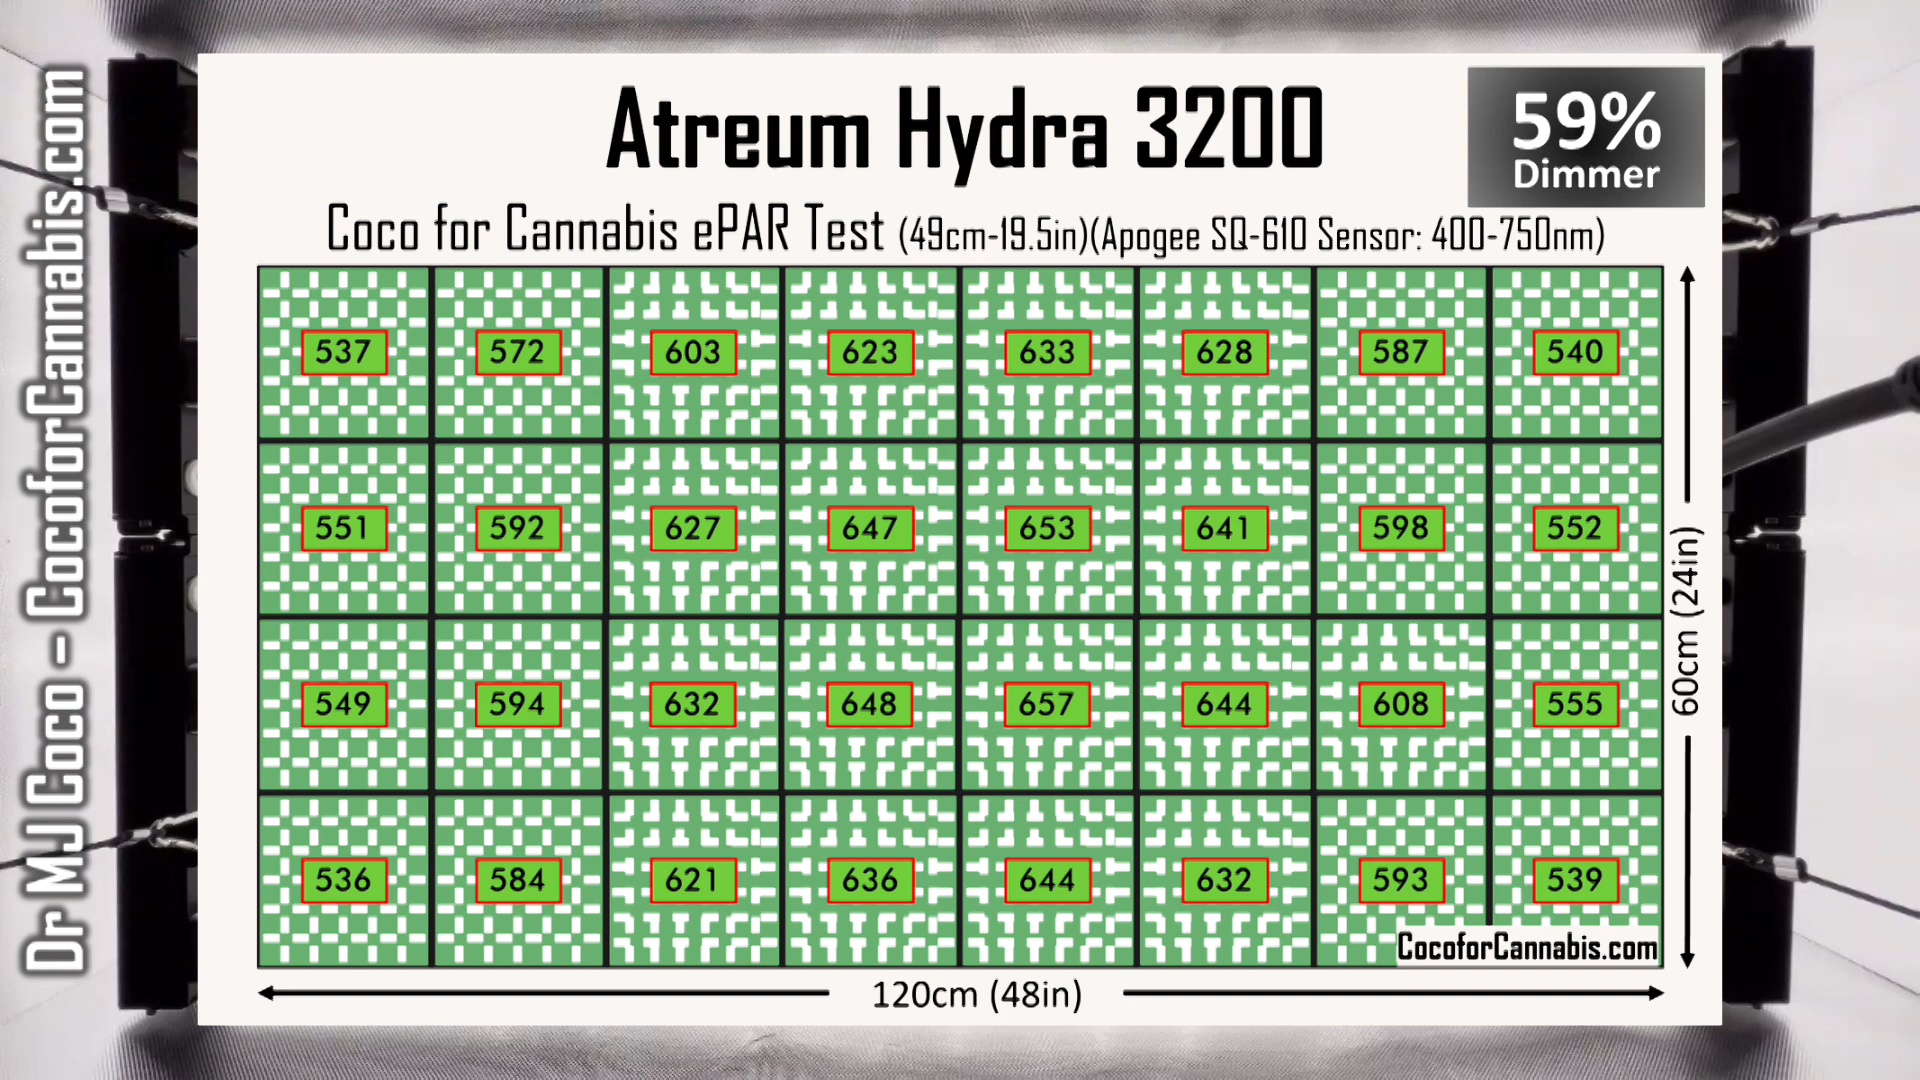 Dr MJ Coco - CocoforCannabis.com
Atreum Hydra 3200
59%
Dimmer
Coco for Cannabis ePAR Test (49cm-19.5in)(Apogee SQ-610 Sensor: 400-750nm)
537 572 603 623 633 628 587 540
551 592 627 647 653 641 598 552
549 594 632 648 657 644 608 555
536 584 621 636 644 632 593 539
60cm (24in)
CocoforCannabis.com
120cm (48in)